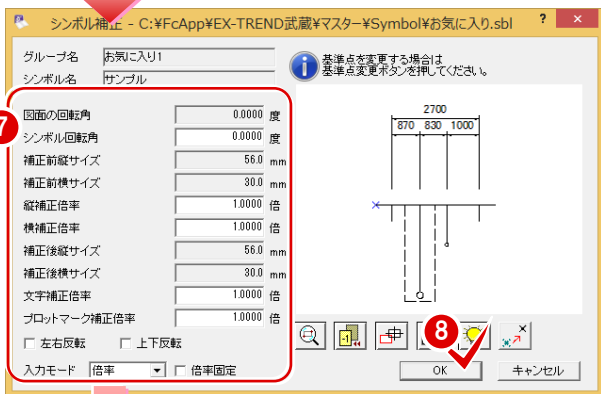 シンボル補正 - C:¥FcApp¥EX-TREND武蔵¥マスター¥Symbol¥お気に入り.sbl ? ×
グループ名 お気に入り1
シンボル名 サンプル
基準点を変更する場合は
基準点変更ボタンを押してください。
7
図面の回転角 0.0000 度
シンボル回転角 0.0000 度
補正前縦サイズ 56.0 mm
補正前横サイズ 30.0 mm
縦補正倍率 1.0000 倍
横補正倍率 1.0000 倍
補正後縦サイズ 56.0 mm
補正後横サイズ 30.0 mm
文字補正倍率 1.0000 倍
プロットマーク補正倍率 1.0000 倍
左右反転 上下反転
入力モード 倍率 倍率固定
2700
870 830 1000
8
OK キャンセル